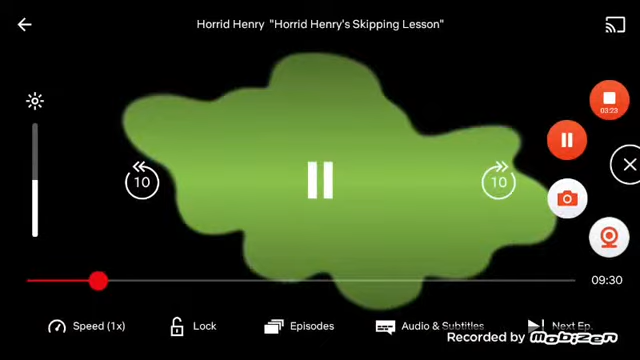 Horrid Henry "Horrid Henry's Skipping Lesson"
03:23
10
10
09:30
Speed (1x)
Lock
Episodes
Audio & Subtitles
Next Ep.
Recorded by mobizen